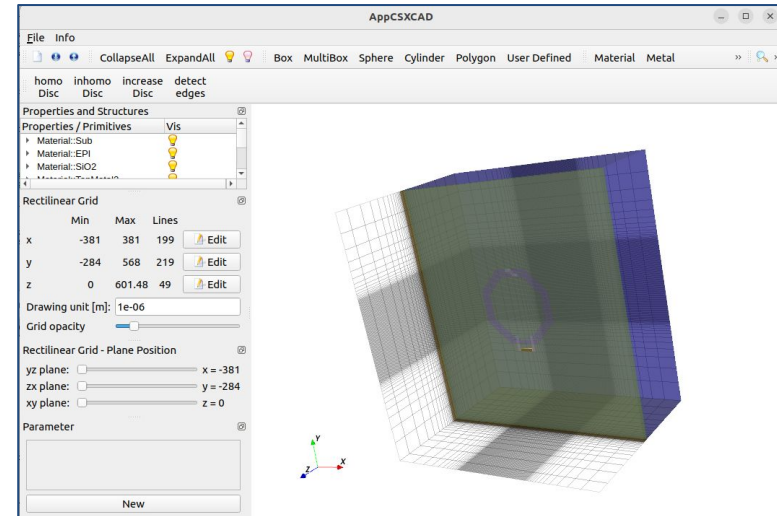 AppCSXCAD
File Info
CollapseAll ExpandAll Box MultiBox Sphere Cylinder Polygon User Defined Material Metal »
homo Disc inhomo Disc increase Disc detect edges
Properties and Structures
Properties / Primitives Vis
Material::Sub
Material::EPI
Material::SiO2
Material::TopMetal2
Rectilinear Grid
Min Max Lines
x -381 381 199 Edit
y -284 568 219 Edit
z 0 601.48 49 Edit
Drawing unit [m]: 1e-06
Grid opacity
Rectilinear Grid - Plane Position
yz plane: x = -381
zx plane: y = -284
xy plane: z = 0
Parameter
New
Y
Z X